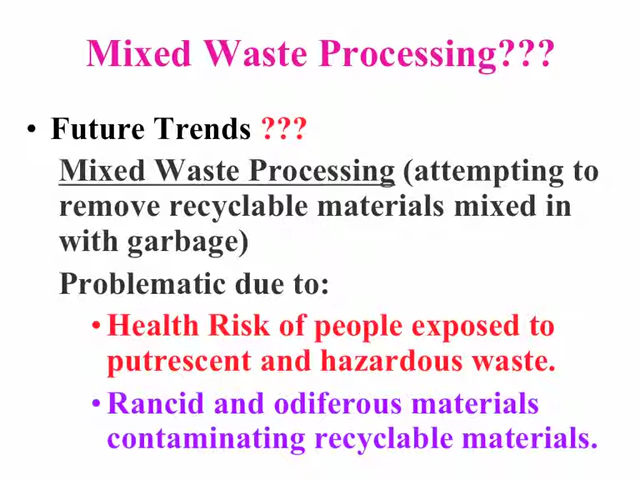 Mixed Waste Processing???
• Future Trends ???
Mixed Waste Processing (attempting to
remove recyclable materials mixed in
with garbage)
Problematic due to:
• Health Risk of people exposed to
putrescent and hazardous waste.
• Rancid and odiferous materials
contaminating recyclable materials.